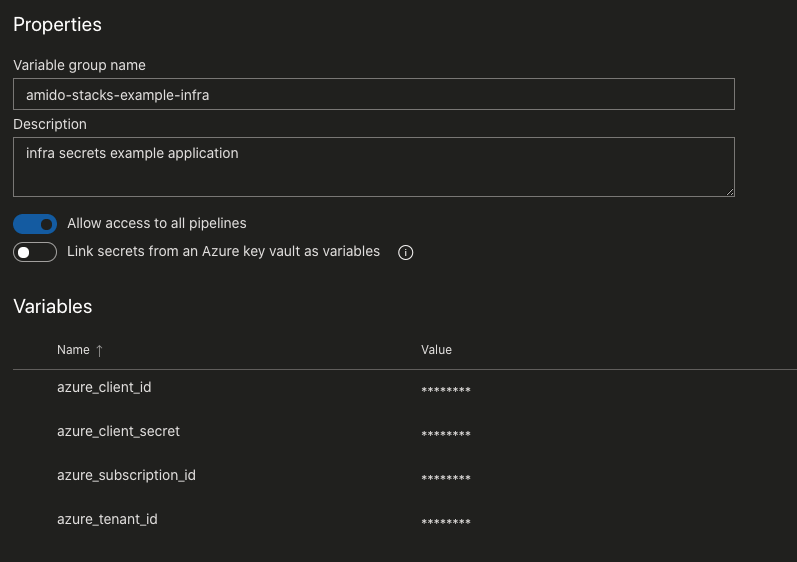 Properties
Variable group name
amido-stacks-example-infra
Description
infra secrets example application
Allow access to all pipelines
Link secrets from an Azure key vault as variables
Variables
Name ↑ Value
azure_client_id ********
azure_client_secret ********
azure_subscription_id ********
azure_tenant_id ********